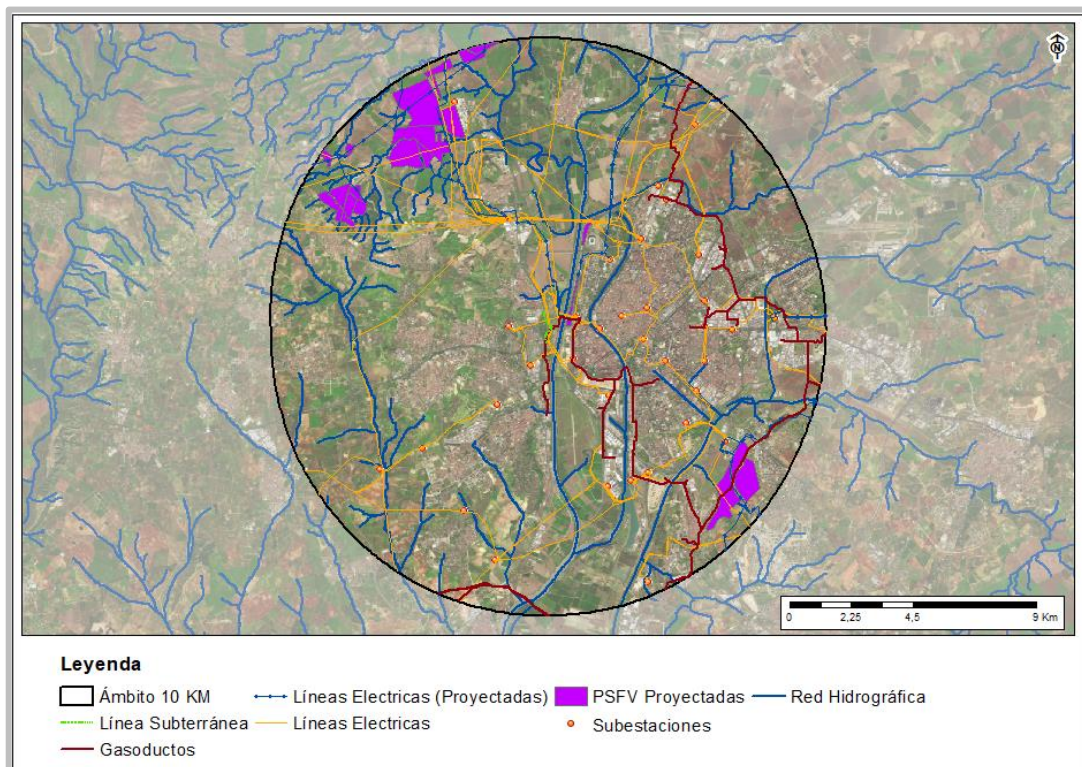 N
0 2,25 4,5 9 Km
Leyenda
Ámbito 10 KM Líneas Electricas (Proyectadas) PSFV Proyectadas Red Hidrográfica
Línea Subterránea Líneas Electricas Subestaciones
Gasoductos